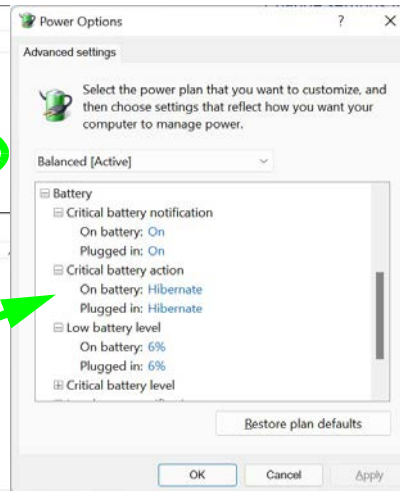 Power Options
Advanced settings
Select the power plan that you want to customize, and
then choose settings that reflect how you want your
computer to manage power.
Balanced [Active]
Battery
Critical battery notification
On battery: On
Plugged in: On
Critical battery action
On battery: Hibernate
Plugged in: Hibernate
Low battery level
On battery: 6%
Plugged in: 6%
Critical battery level
Restore plan defaults
OK Cancel Apply